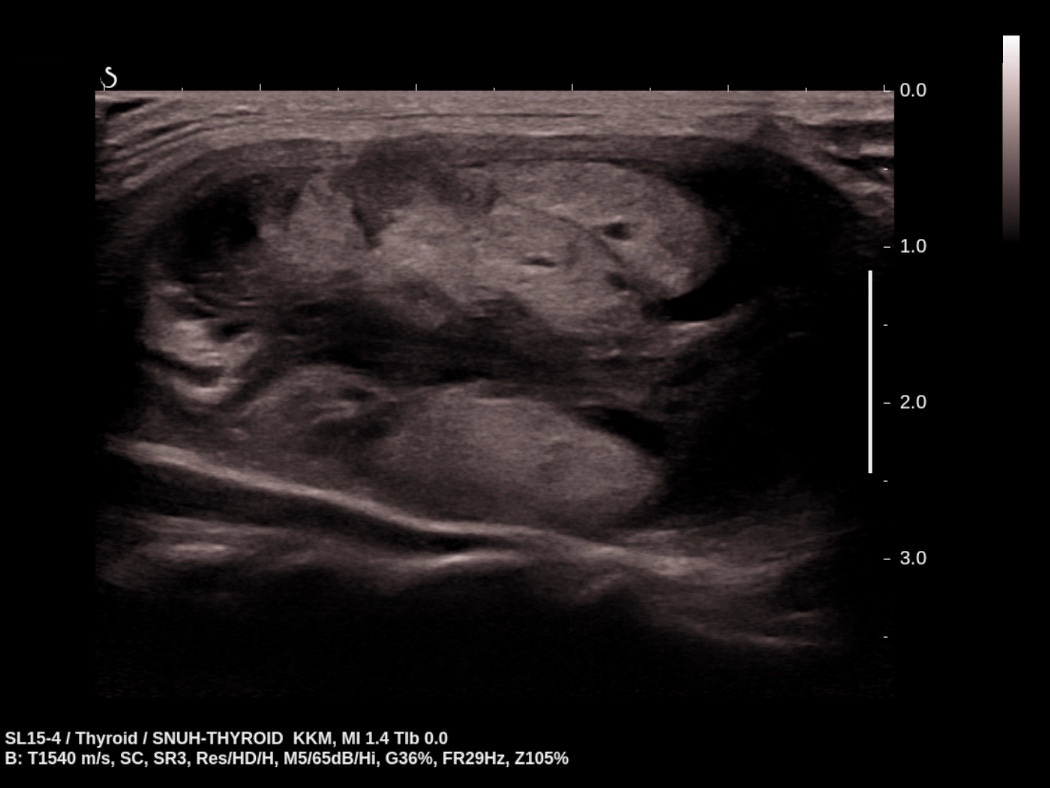 0.0
1.0
2.0
3.0
SL15-4 / Thyroid / SNUH-THYROID  KKM, MI 1.4 TIb 0.0
B: T1540 m/s, SC, SR3, Res/HD/H, M5/65dB/Hi, G36%, FR29Hz, Z105%